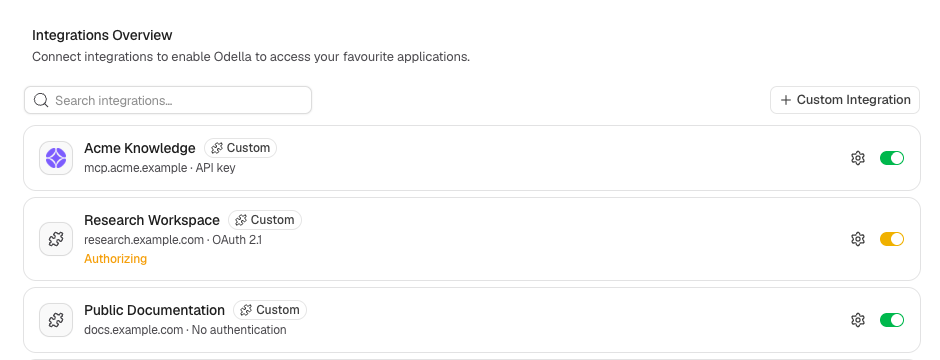 Integrations Overview
Connect integrations to enable Odella to access your favourite applications.
Search integrations...
+ Custom Integration
Acme Knowledge Custom
mcp.acme.example · API key
Research Workspace Custom
research.example.com · OAuth 2.1
Authorizing
Public Documentation Custom
docs.example.com · No authentication